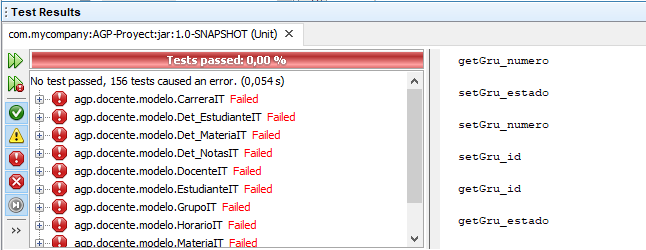 Test Results
com.mycompany:AGP-Proyect:jar:1.0-SNAPSHOT (Unit)
Tests passed: 0,00 %
No test passed, 156 tests caused an error. (0,054 s)
agp.docente.modelo.CarreraIT Failed
agp.docente.modelo.Det_EstudianteIT Failed
agp.docente.modelo.Det_MateriaIT Failed
agp.docente.modelo.Det_NotasIT Failed
agp.docente.modelo.DocenteIT Failed
agp.docente.modelo.EstudianteIT Failed
agp.docente.modelo.GrupoIT Failed
agp.docente.modelo.HorarioIT Failed
agp.docente.modelo.MateriaIT Failed
getGru_numero
setGru_estado
setGru_numero
setGru_id
getGru_id
getGru_estado